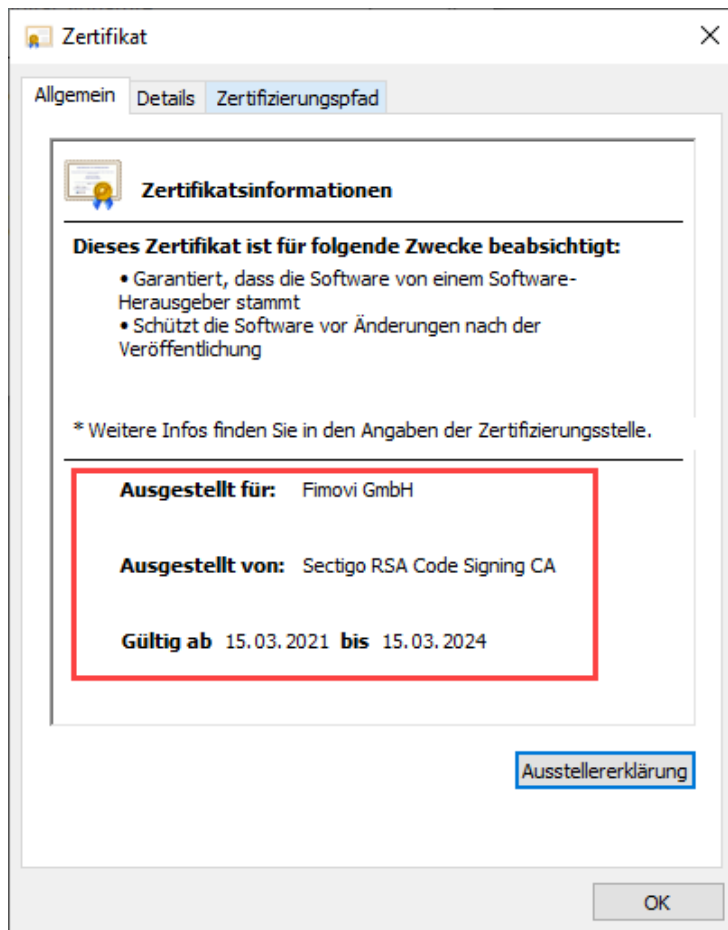 Zertifikat
Allgemein Details Zertifizierungspfad
Zertifikatsinformationen
Dieses Zertifikat ist für folgende Zwecke beabsichtigt:
• Garantiert, dass die Software von einem Software-
Herausgeber stammt
• Schützt die Software vor Änderungen nach der
Veröffentlichung
* Weitere Infos finden Sie in den Angaben der Zertifizierungsstelle.
Ausgestellt für: Fimovi GmbH
Ausgestellt von: Sectigo RSA Code Signing CA
Gültig ab 15.03.2021 bis 15.03.2024
Ausstellererklärung
OK